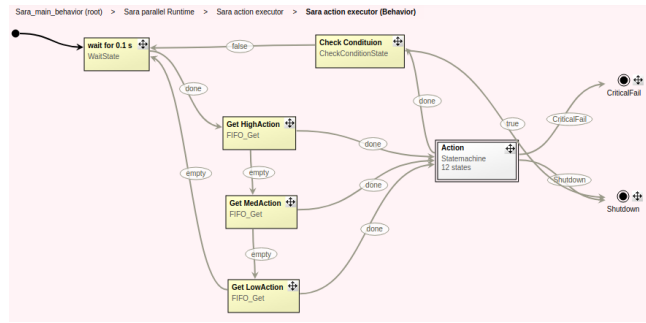 Sara_main_behavior (root) > Sara parallel Runtime > Sara action executor > Sara action executor (Behavior)
wait for 0.1 s
WaitState
false
Check Condituion
CheckConditionState
done
CriticalFail
done
Get HighAction
FIFO_Get
true
CriticalFail
done
Action
Statemachine
12 states
empty
empty
done
Shutdown
Get MedAction
FIFO_Get
Shutdown
done
empty
Get LowAction
FIFO_Get